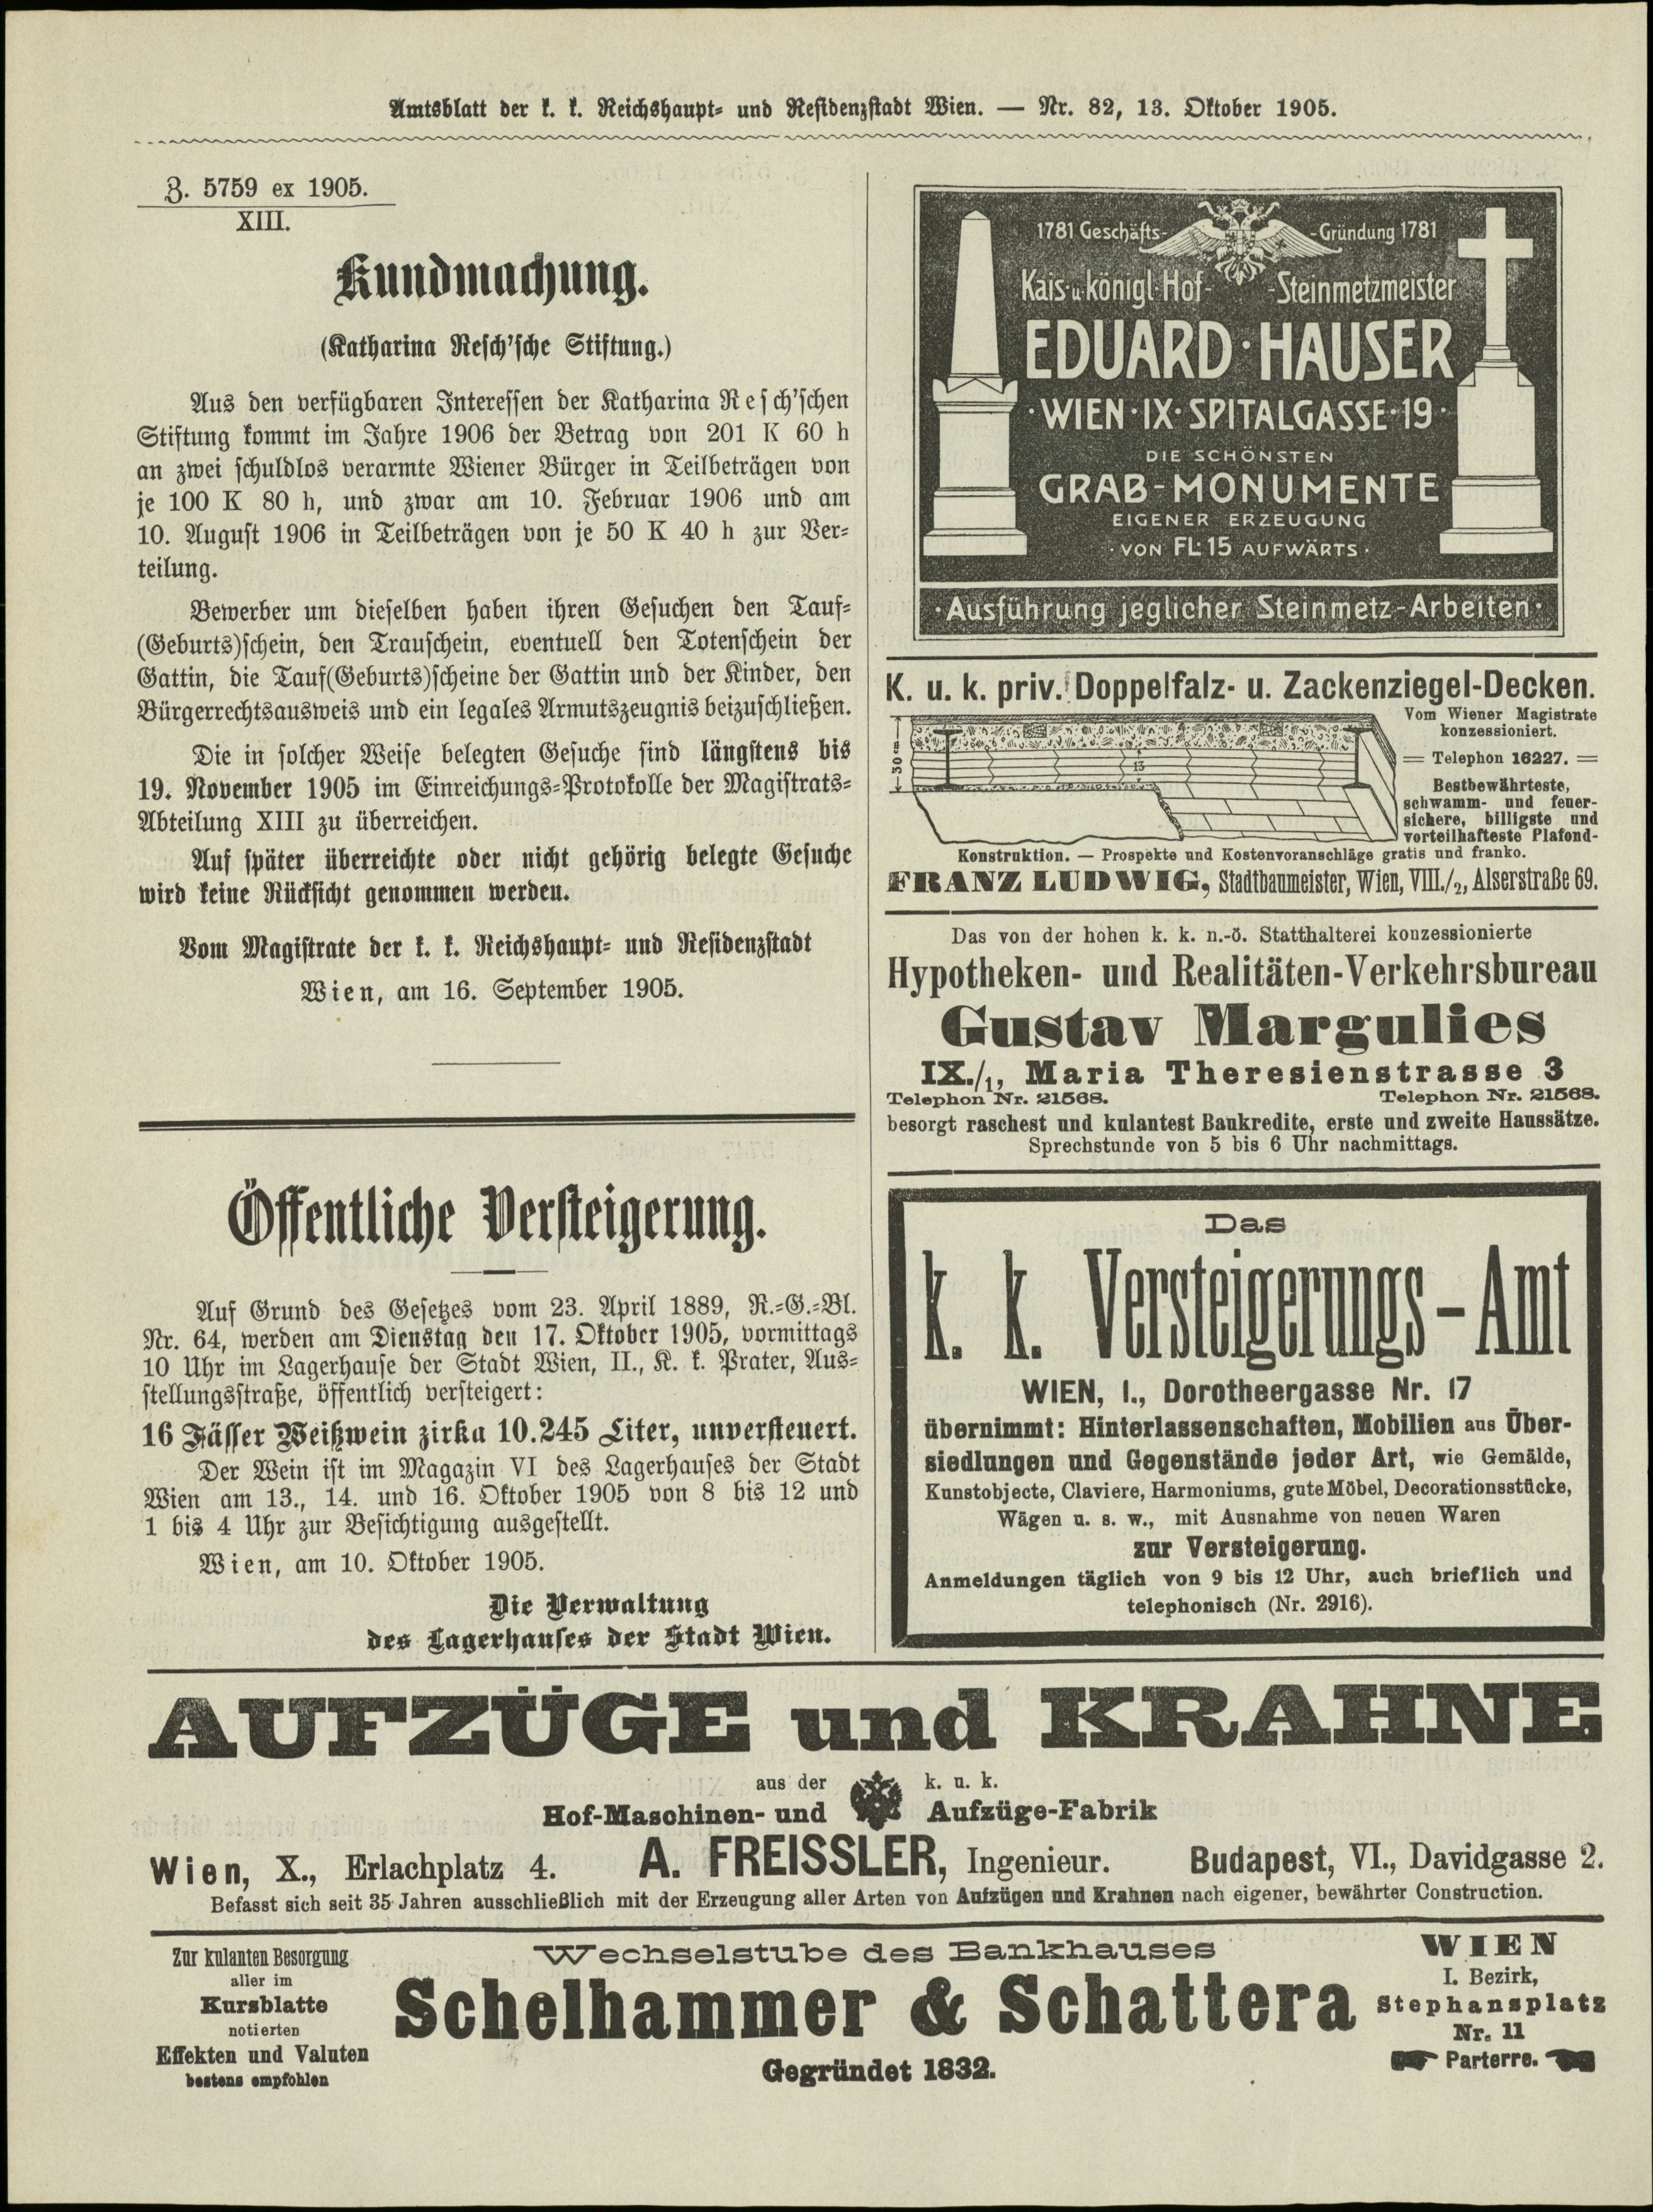 Amtsblatt der k. k. Reichshaupt- und Residenzstadt Wien. — Nr. 82, 13. Oktober 1905.
Z. 5759 ex 1905.
XIII.
Kundmachung.
(Katharina Resch'sche Stiftung.)
Aus den verfügbaren Interessen der Katharina Resch'schen
Stiftung kommt im Jahre 1906 der Betrag von 201 K 60 h
an zwei schuldlos verarmte Wiener Bürger in Teilbeträgen von
je 100 K 80 h, und zwar am 10. Februar 1906 und am
10. August 1906 in Teilbeträgen von je 50 K 40 h zur Ver-
teilung.
Bewerber um dieselben haben ihren Gesuchen den Tauf-
(Geburts)schein, den Trauschein, eventuell den Totenschein der
Gattin, die Tauf(Geburts)scheine der Gattin und der Kinder, den
Bürgerrechtsausweis und ein legales Armutszeugnis beizuschließen.
Die in solcher Weise belegten Gesuche sind längstens bis
19. November 1905 im Einreichungs-Protokolle der Magistrats-
Abteilung XIII zu überreichen.
Auf später überreichte oder nicht gehörig belegte Gesuche
wird keine Rücksicht genommen werden.
Vom Magistrate der k. k. Reichshaupt- und Residenzstadt
Wien, am 16. September 1905.
Öffentliche Versteigerung.
Auf Grund des Gesetzes vom 23. April 1889, R.-G.-Bl.
Nr. 64, werden am Dienstag den 17. Oktober 1905, vormittags
10 Uhr im Lagerhause der Stadt Wien, II., K. k. Prater, Aus-
stellungsstraße, öffentlich versteigert:
16 Fässer Weißwein zirka 10.245 Liter, unversteuert.
Der Wein ist im Magazin VI des Lagerhauses der Stadt
Wien am 13., 14. und 16. Oktober 1905 von 8 bis 12 und
1 bis 4 Uhr zur Besichtigung ausgestellt.
Wien, am 10. Oktober 1905.
Die Verwaltung
des Lagerhauses der Stadt Wien.
1781 Geschäfts- -Gründung 1781
Kais. u. königl. Hof- -Steinmetzmeister
EDUARD · HAUSER
· WIEN · IX · SPITALGASSE · 19 ·
DIE SCHÖNSTEN
GRAB-MONUMENTE
EIGENER ERZEUGUNG
· VON FL · 15 AUFWÄRTS ·
· Ausführung jeglicher Steinmetz-Arbeiten ·
K. u. k. priv. Doppelfalz- u. Zackenziegel-Decken.
Vom Wiener Magistrate
konzessioniert.
= Telephon 16227. =
30 cm
13
Bestbewährteste,
schwamm- und feuer-
sichere, billigste und
vorteilhafteste Plafond-
Konstruktion. — Prospekte und Kostenvoranschläge gratis und franko.
FRANZ LUDWIG, Stadtbaumeister, Wien, VIII./2, Alserstraße 69.
Das von der hohen k. k. n.-ö. Statthalterei konzessionierte
Hypotheken- und Realitäten-Verkehrsbureau
Gustav Margulies
IX./1, Maria Theresienstrasse 3
Telephon Nr. 21568. Telephon Nr. 21568.
besorgt raschest und kulantest Baukredite, erste und zweite Haussätze.
Sprechstunde von 5 bis 6 Uhr nachmittags.
Das
k. k. Versteigerungs-Amt
WIEN, I., Dorotheergasse Nr. 17
übernimmt: Hinterlassenschaften, Mobilien aus Über-
siedlungen und Gegenstände jeder Art, wie Gemälde,
Kunstobjecte, Claviere, Harmoniums, gute Möbel, Decorationsstücke,
Wägen u. s. w., mit Ausnahme von neuen Waren
zur Versteigerung.
Anmeldungen täglich von 9 bis 12 Uhr, auch brieflich und
telephonisch (Nr. 2916).
AUFZÜGE und KRAHNE
aus der k. u. k.
Hof-Maschinen- und Aufzüge-Fabrik
Wien, X., Erlachplatz 4. A. FREISSLER, Ingenieur. Budapest, VI., Davidgasse 2.
Befasst sich seit 35 Jahren ausschließlich mit der Erzeugung aller Arten von Aufzügen und Krahnen nach eigener, bewährter Construction.
Zur kulanten Besorgung
aller im
Kursblatte
notierten
Effekten und Valuten
bestens empfohlen
Wechselstube des Bankhauses
Schelhammer & Schattera
Gegründet 1832.
WIEN
I. Bezirk,
Stephansplatz
Nr. 11
Parterre.